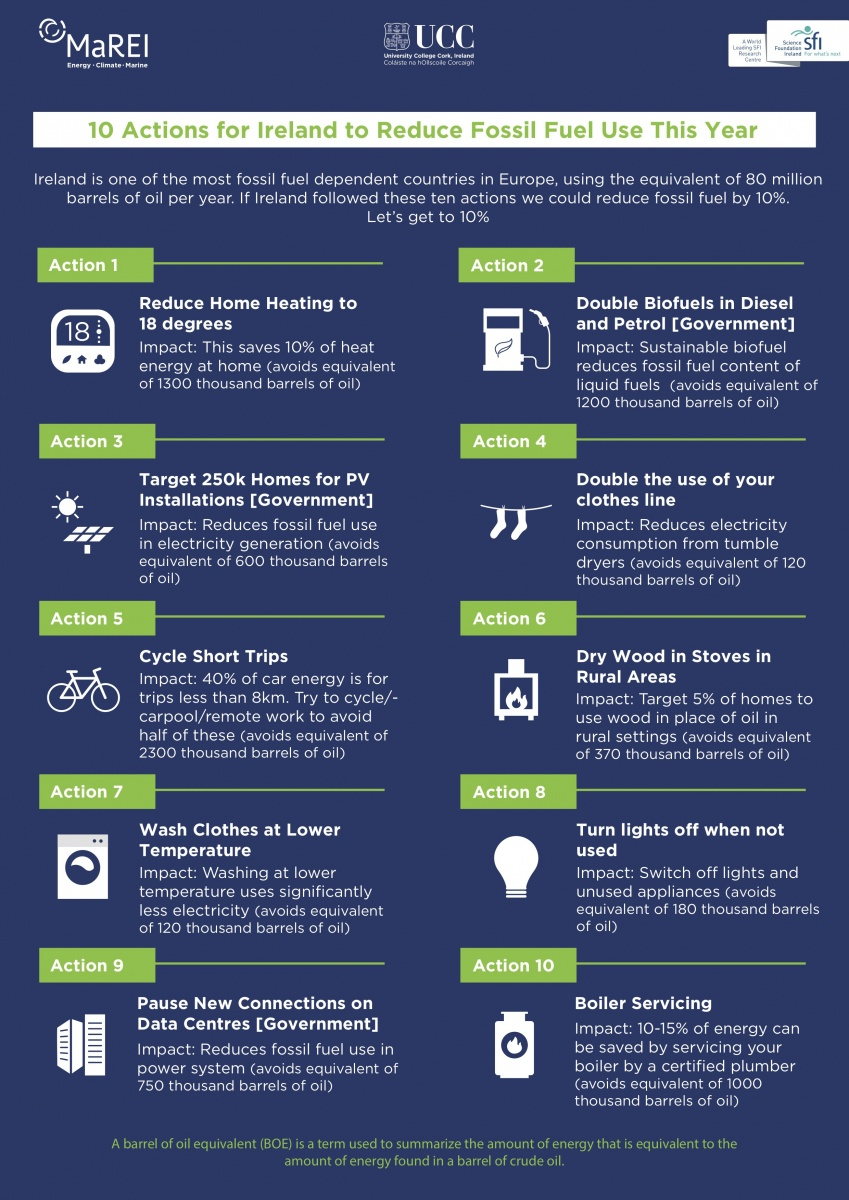 MaREI
Energy · Climate · Marine
UCC
University College Cork, Ireland
Coláiste na hOllscoile Corcaigh
A World
Leading SFI
Research
Centre
Science
Foundation
Ireland
sfi
For what's next
10 Actions for Ireland to Reduce Fossil Fuel Use This Year
Ireland is one of the most fossil fuel dependent countries in Europe, using the equivalent of 80 million
barrels of oil per year. If Ireland followed these ten actions we could reduce fossil fuel by 10%.
Let's get to 10%
Action 1
Reduce Home Heating to
18 degrees
18
Impact: This saves 10% of heat
energy at home (avoids equivalent
of 1300 thousand barrels of oil)
Action 2
Double Biofuels in Diesel
and Petrol [Government]
Impact: Sustainable biofuel
reduces fossil fuel content of
liquid fuels (avoids equivalent of
1200 thousand barrels of oil)
Action 3
Target 250k Homes for PV
Installations [Government]
Impact: Reduces fossil fuel use
in electricity generation (avoids
equivalent of 600 thousand barrels
of oil)
Action 4
Double the use of your
clothes line
Impact: Reduces electricity
consumption from tumble
dryers (avoids equivalent of 120
thousand barrels of oil)
Action 5
Cycle Short Trips
Impact: 40% of car energy is for
trips less than 8km. Try to cycle/-
carpool/remote work to avoid
half of these (avoids equivalent of
2300 thousand barrels of oil)
Action 6
Dry Wood in Stoves in
Rural Areas
Impact: Target 5% of homes to
use wood in place of oil in
rural settings (avoids equivalent
of 370 thousand barrels of oil)
Action 7
Wash Clothes at Lower
Temperature
Impact: Washing at lower
temperature uses significantly
less electricity (avoids equivalent
of 120 thousand barrels of oil)
Action 8
Turn lights off when not
used
Impact: Switch off lights and
unused appliances (avoids
equivalent of 180 thousand barrels
of oil)
Action 9
Pause New Connections on
Data Centres [Government]
Impact: Reduces fossil fuel use in
power system (avoids equivalent of
750 thousand barrels of oil)
Action 10
Boiler Servicing
Impact: 10-15% of energy can
be saved by servicing your
boiler by a certified plumber
(avoids equivalent of 1000
thousand barrels of oil)
A barrel of oil equivalent (BOE) is a term used to summarize the amount of energy that is equivalent to the
amount of energy found in a barrel of crude oil.